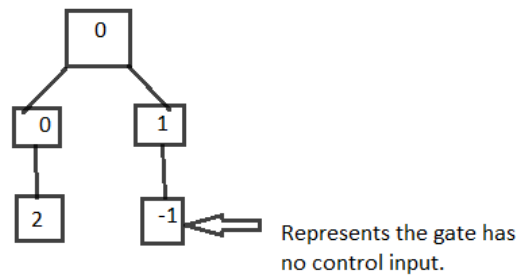 0
0 1
2 -1
Represents the gate has
no control input.